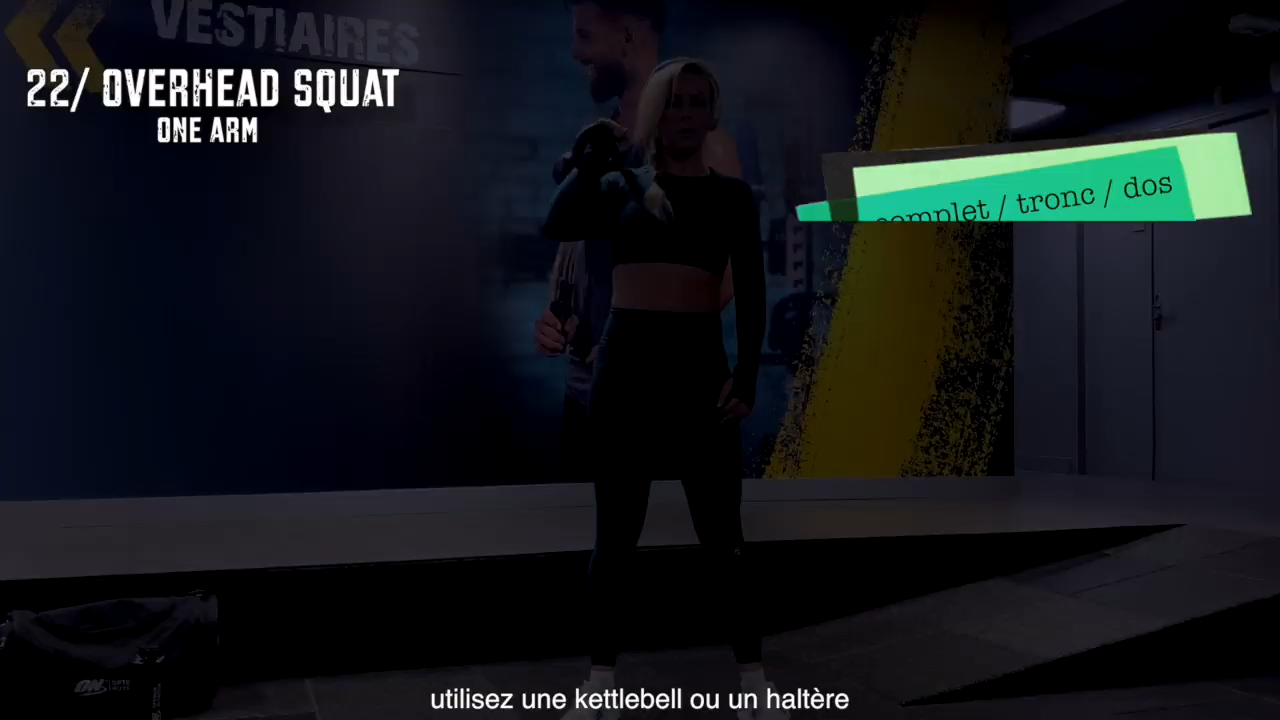 VESTIAIRES
22/ OVERHEAD SQUAT
ONE ARM
complet / tronc / dos
ON
utilisez une kettlebell ou un haltère